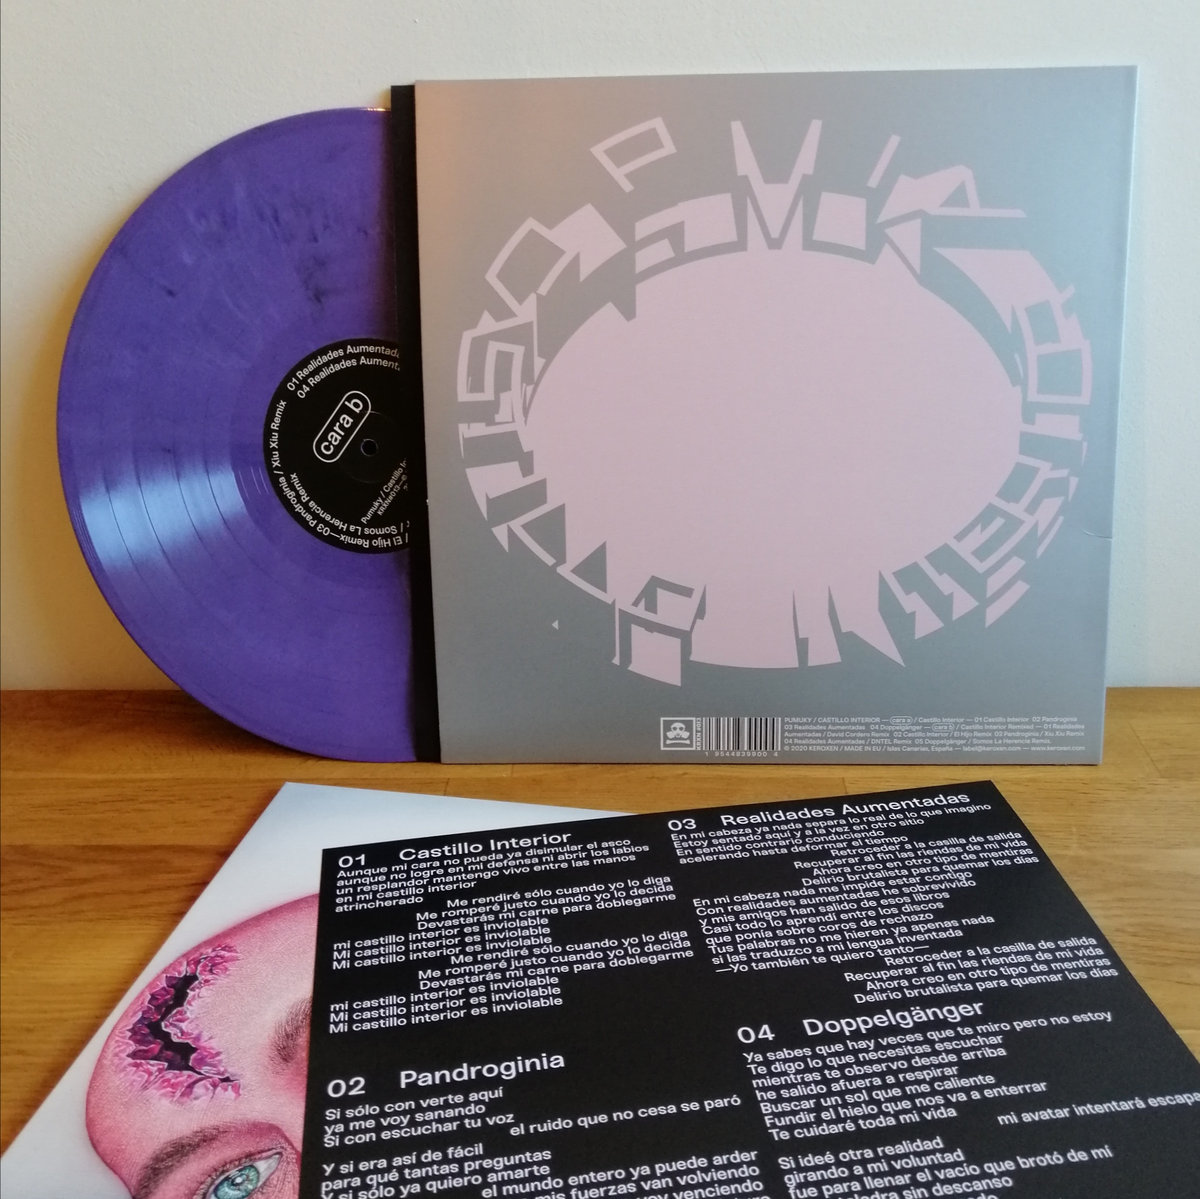 01 Realidades Aumentadas
04 Realidades Aument
cara b
Pumuky / Castillo In
El Hijo Remix—03 Pandroginia / Xiu Xiu Remix
/ Somos La Herencia Remix
PUMUKY / CASTILLO INTERIOR — cara a / Castillo Interior — 01 Castillo Interior 02 Pandroginia
03 Realidades Aumentadas 04 Doppelgänger — cara b / Castillo Interior Remixed — 01 Realidades
Aumentadas / David Cordero Remix 02 Castillo Interior / El Hijo Remix 03 Pandroginia / Xiu Xiu Remix
04 Realidades Aumentadas / DNTEL Remix 05 Doppelgänger / Somos La Herencia Remix
© 2020 KEROXEN / MADE IN EU / Islas Canarias, España — label@keroxen.com — www.keroxen.com
1 95448 39900 4
01 Castillo Interior
Aunque mi cara no pueda ya disimular el asco
aunque no logre en mi defensa ni abrir los labios
un resplandor mantengo vivo entre las manos
en mi castillo interior
atrincherado
Me rendiré sólo cuando yo lo diga
Me romperé justo cuando yo lo decida
Devastarás mi carne para doblegarme
mi castillo interior es inviolable
Mi castillo interior es inviolable
Mi castillo interior es inviolable
Me rendiré sólo cuando yo lo diga
Me romperé justo cuando yo lo decida
Devastarás mi carne para doblegarme
mi castillo interior es inviolable
Mi castillo interior es inviolable
Mi castillo interior es inviolable
02 Pandroginia
Si sólo con verte aquí
ya me voy sanando
Si con escuchar tu voz
el ruido que no cesa se paró
Y si era así de fácil
para qué tantas preguntas
Y si sólo ya quiero amarte
el mundo entero ya puede arder
mis fuerzas van volviendo
voy venciendo
03 Realidades Aumentadas
En mi cabeza ya nada separa lo real de lo que imagino
Estoy sentado aquí y a la vez en otro sitio
En sentido contrario conduciendo
acelerando hasta deformar el tiempo
Retroceder a la casilla de salida
Recuperar al fin las riendas de mi vida
Ahora creo en otro tipo de mentiras
Delirio brutalista para quemar los días
En mi cabeza nada me impide estar contigo
Con realidades aumentadas he sobrevivido
y mis amigos han salido de esos libros
Casi todo lo aprendí entre los discos
que ponía sobre coros de rechazo
Tus palabras no me hieren ya apenas nada
si las traduzco a mi lengua inventada
—Yo también te quiero tanto—
Retroceder a la casilla de salida
Recuperar al fin las riendas de mi vida
Ahora creo en otro tipo de mentiras
Delirio brutalista para quemar los días
04 Doppelgänger
Ya sabes que hay veces que te miro pero no estoy
Te digo lo que necesitas escuchar
mientras te observo desde arriba
he salido afuera a respirar
Buscar un sol que me caliente
Fundir el hielo que nos va a enterrar
Te cuidaré toda mi vida
mi avatar intentará escapa
Si ideé otra realidad
girando a mi voluntad
fue para llenar el vacío que brotó de mí
sin descanso